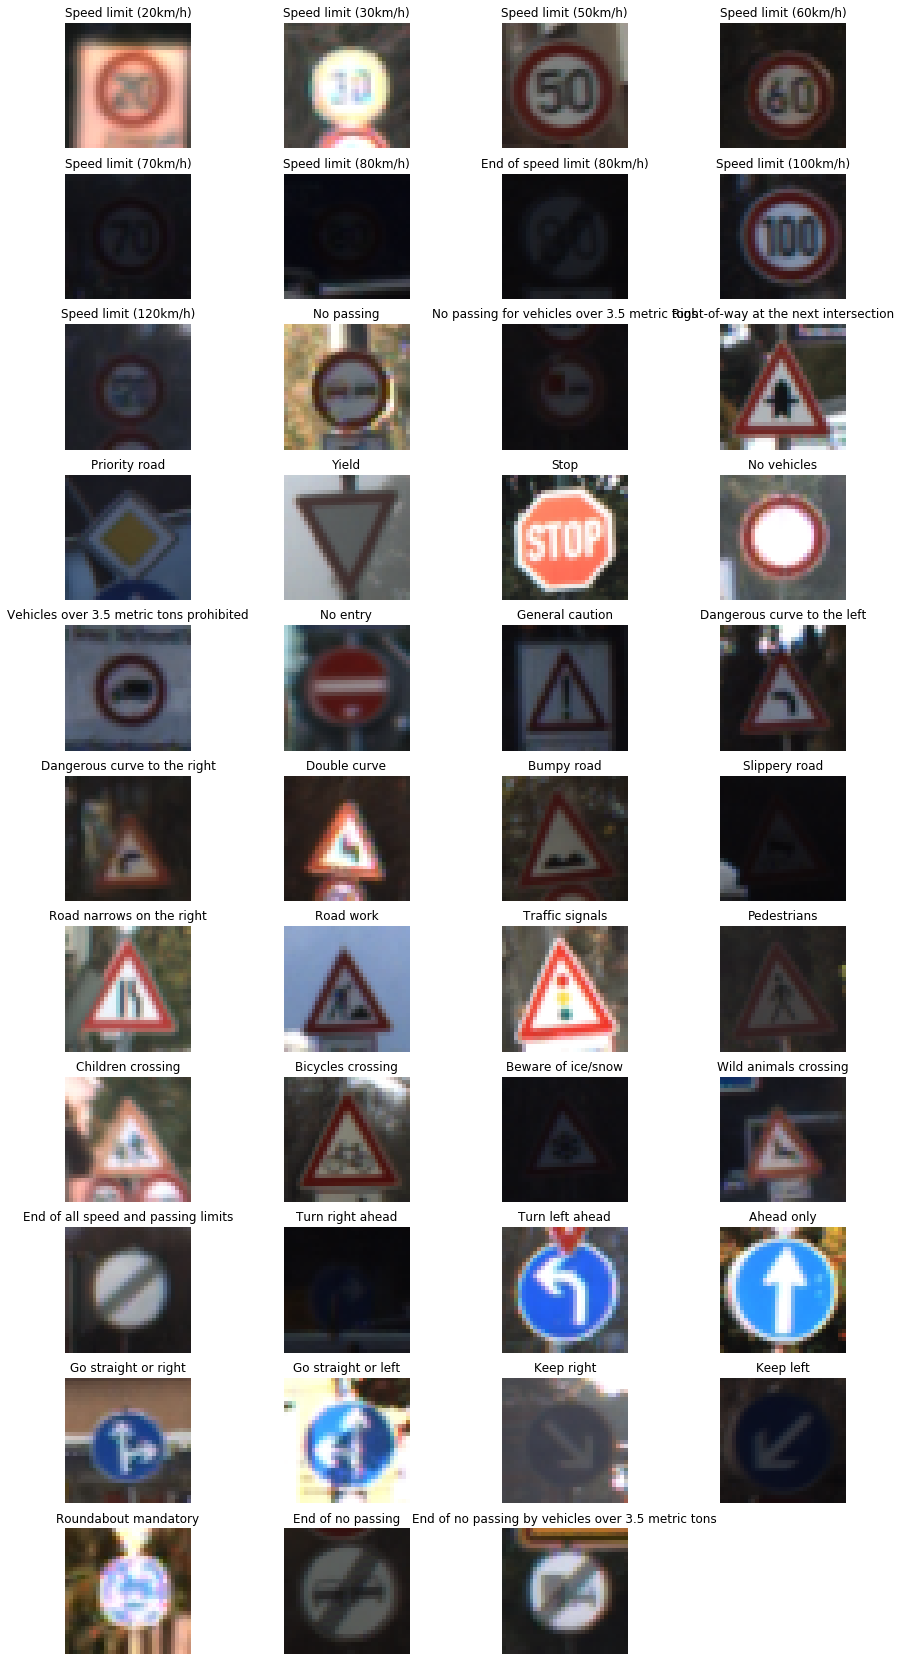 Speed limit (20km/h)
Speed limit (30km/h)
Speed limit (50km/h)
Speed limit (60km/h)
20
30
50
60
Speed limit (70km/h)
Speed limit (80km/h)
End of speed limit (80km/h)
Speed limit (100km/h)
70
80
80
100
Speed limit (120km/h)
No passing
No passing for vehicles over 3.5 metric tons
Right-of-way at the next intersection
Priority road
Yield
Stop
No vehicles
STOP
Vehicles over 3.5 metric tons prohibited
No entry
General caution
Dangerous curve to the left
Dangerous curve to the right
Double curve
Bumpy road
Slippery road
Road narrows on the right
Road work
Traffic signals
Pedestrians
Children crossing
Bicycles crossing
Beware of ice/snow
Wild animals crossing
End of all speed and passing limits
Turn right ahead
Turn left ahead
Ahead only
Go straight or right
Go straight or left
Keep right
Keep left
Roundabout mandatory
End of no passing
End of no passing by vehicles over 3.5 metric tons